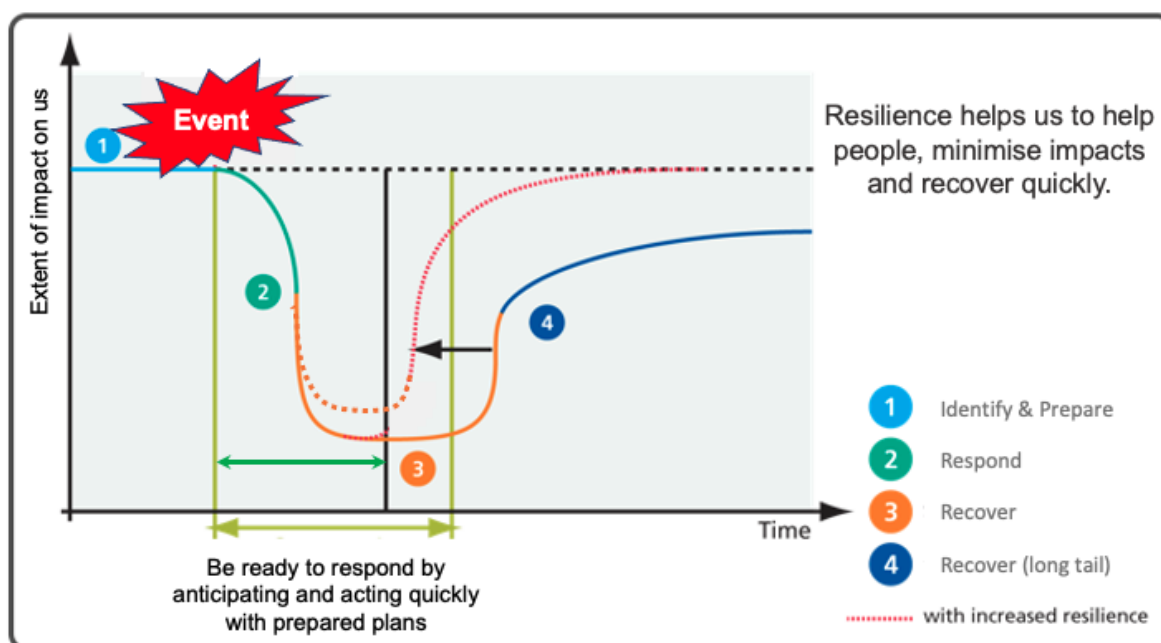 Event
1
Extent of impact on us
Resilience helps us to help
people, minimise impacts
and recover quickly.
2
4
3
Time
Be ready to respond by
anticipating and acting quickly
with prepared plans
1 Identify & Prepare
2 Respond
3 Recover
4 Recover (long tail)
with increased resilience